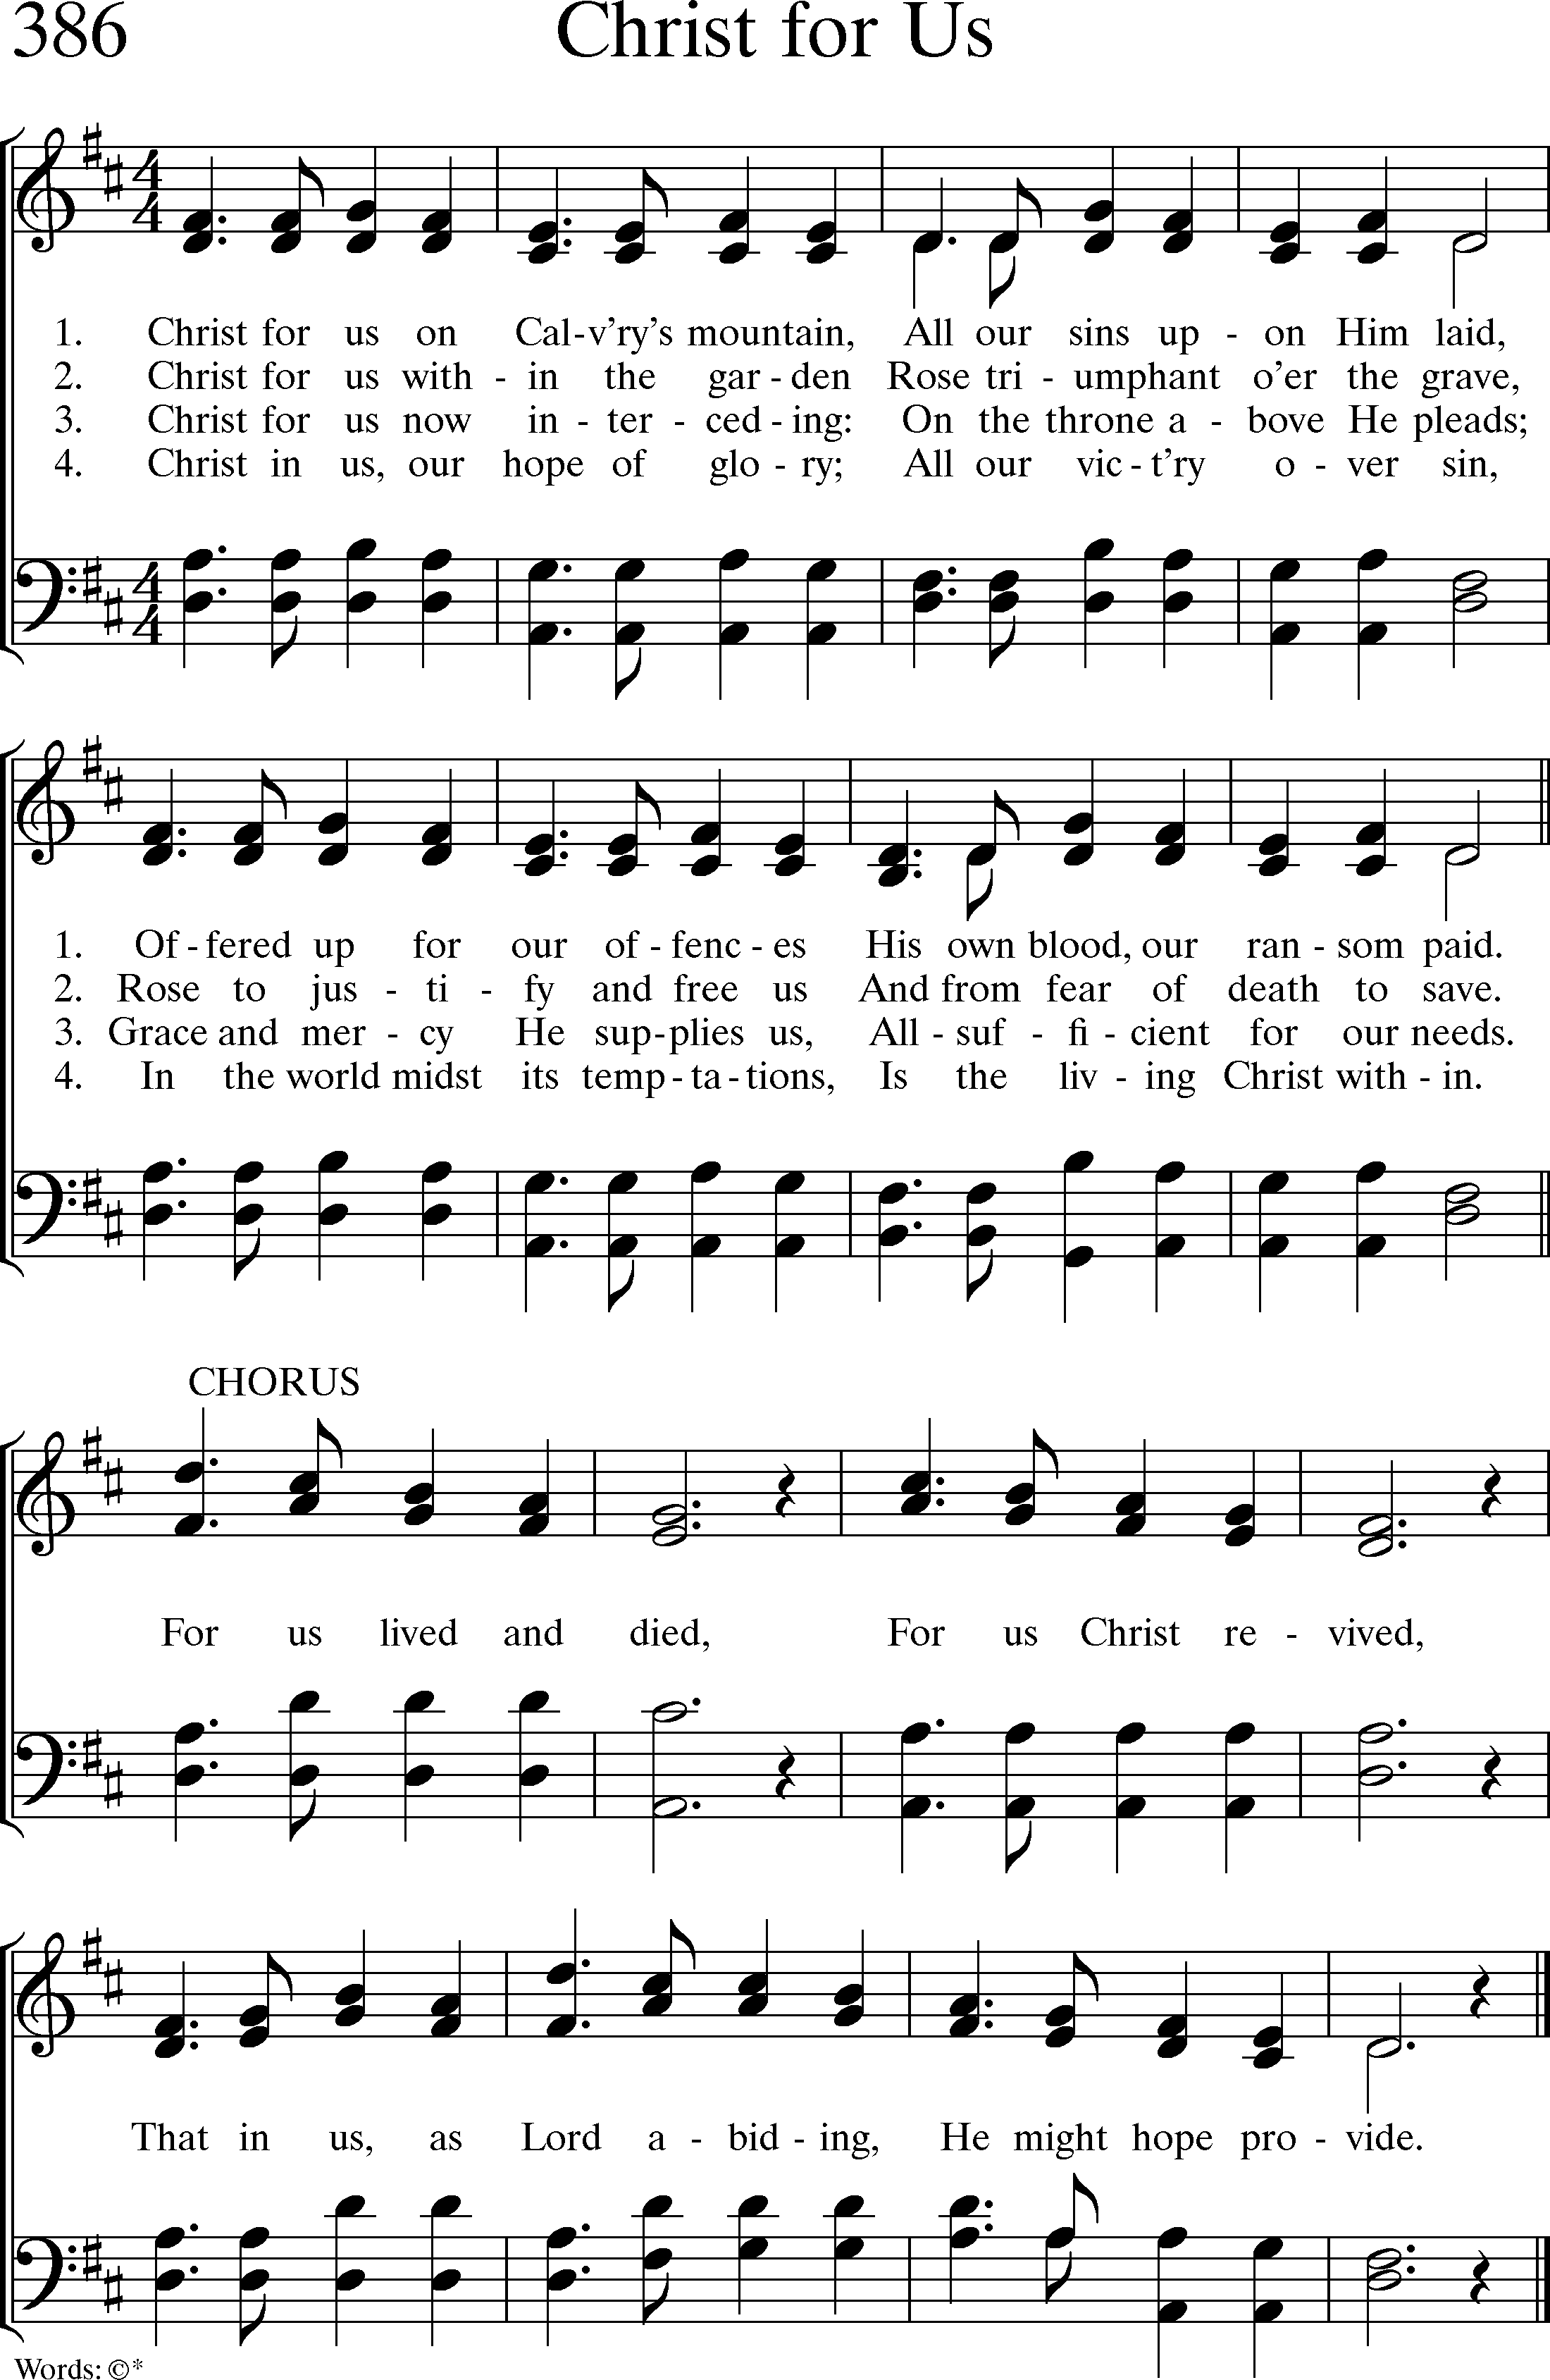 386 Christ for Us
1. Christ for us on Cal-v’ry’s mountain, All our sins up - on Him laid,
2. Christ for us with - in the gar - den Rose tri - umphant o’er the grave,
3. Christ for us now in - ter - ced - ing: On the throne a - bove He pleads;
4. Christ in us, our hope of glo - ry; All our vic - t’ry o - ver sin,
1. Of - fered up for our of - fenc - es His own blood, our ran - som paid.
2. Rose to jus - ti - fy and free us And from fear of death to save.
3. Grace and mer - cy He sup-plies us, All - suf - fi - cient for our needs.
4. In the world midst its temp - ta - tions, Is the liv - ing Christ with - in.
CHORUS
For us lived and died, For us Christ re - vived,
That in us, as Lord a - bid - ing, He might hope pro - vide.
Words: ©*